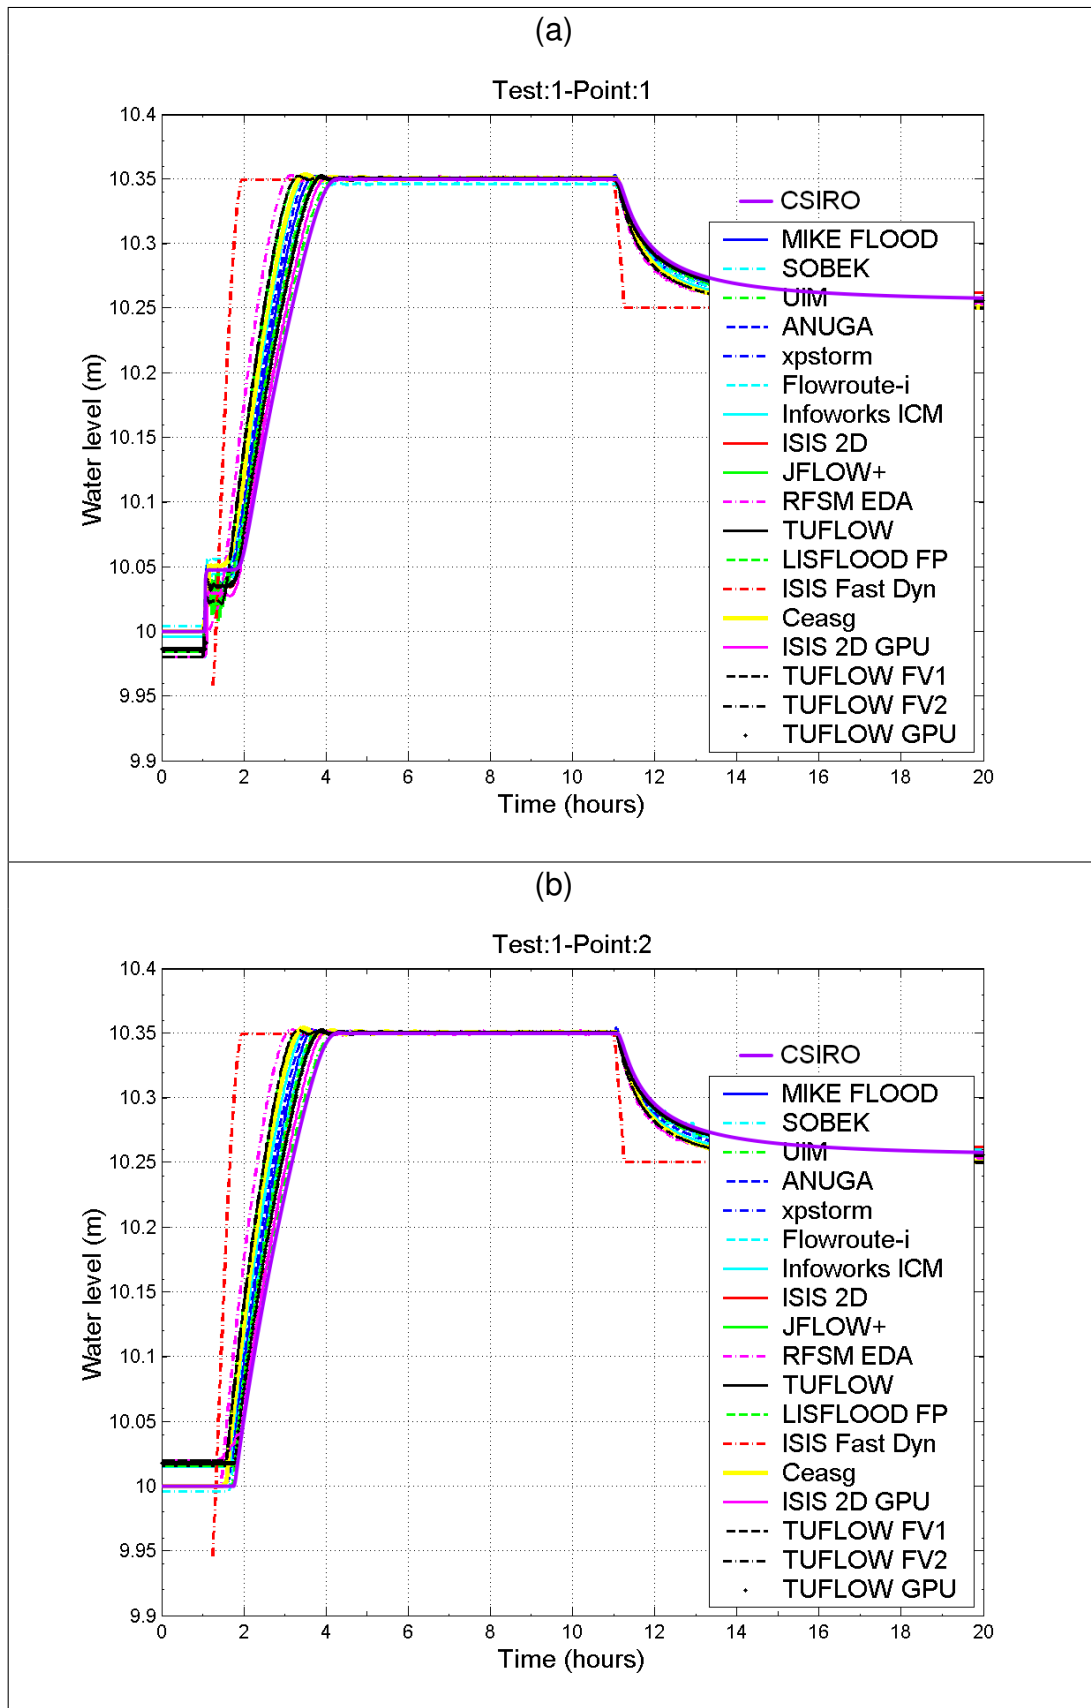 (a)
Test:1-Point:1
Water level (m)
10.4
10.35
10.3
10.25
10.2
10.15
10.1
10.05
10
9.95
9.9
0 2 4 6 8 10 12 14 16 18 20
Time (hours)
CSIRO
MIKE FLOOD
SOBEK
UIM
ANUGA
xpstorm
Flowroute-i
Infoworks ICM
ISIS 2D
JFLOW+
RFSM EDA
TUFLOW
LISFLOOD FP
ISIS Fast Dyn
Ceasg
ISIS 2D GPU
TUFLOW FV1
TUFLOW FV2
TUFLOW GPU
(b)
Test:1-Point:2
Water level (m)
10.4
10.35
10.3
10.25
10.2
10.15
10.1
10.05
10
9.95
9.9
0 2 4 6 8 10 12 14 16 18 20
Time (hours)
CSIRO
MIKE FLOOD
SOBEK
UIM
ANUGA
xpstorm
Flowroute-i
Infoworks ICM
ISIS 2D
JFLOW+
RFSM EDA
TUFLOW
LISFLOOD FP
ISIS Fast Dyn
Ceasg
ISIS 2D GPU
TUFLOW FV1
TUFLOW FV2
TUFLOW GPU